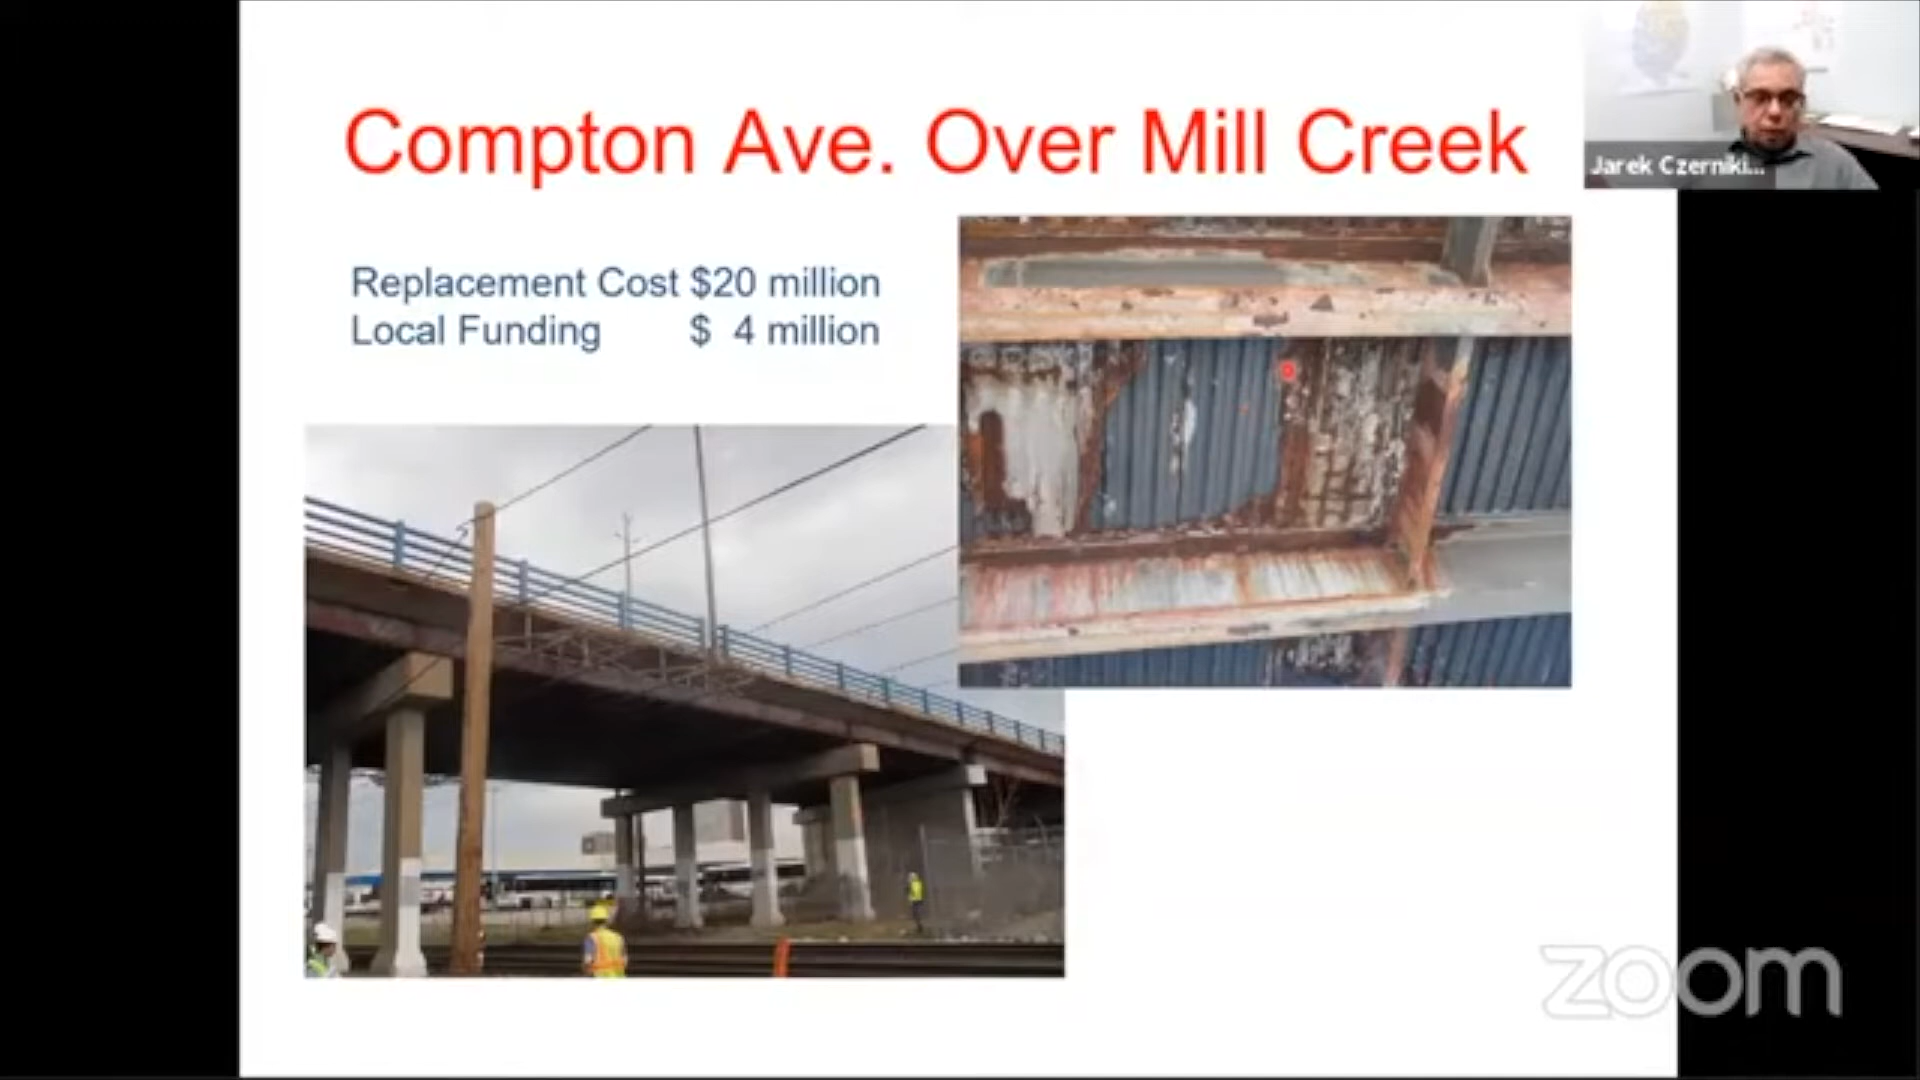 Compton Ave. Over Mill Creek
Jarek Czerniki...
Replacement Cost $20 million
Local Funding $ 4 million
zoom